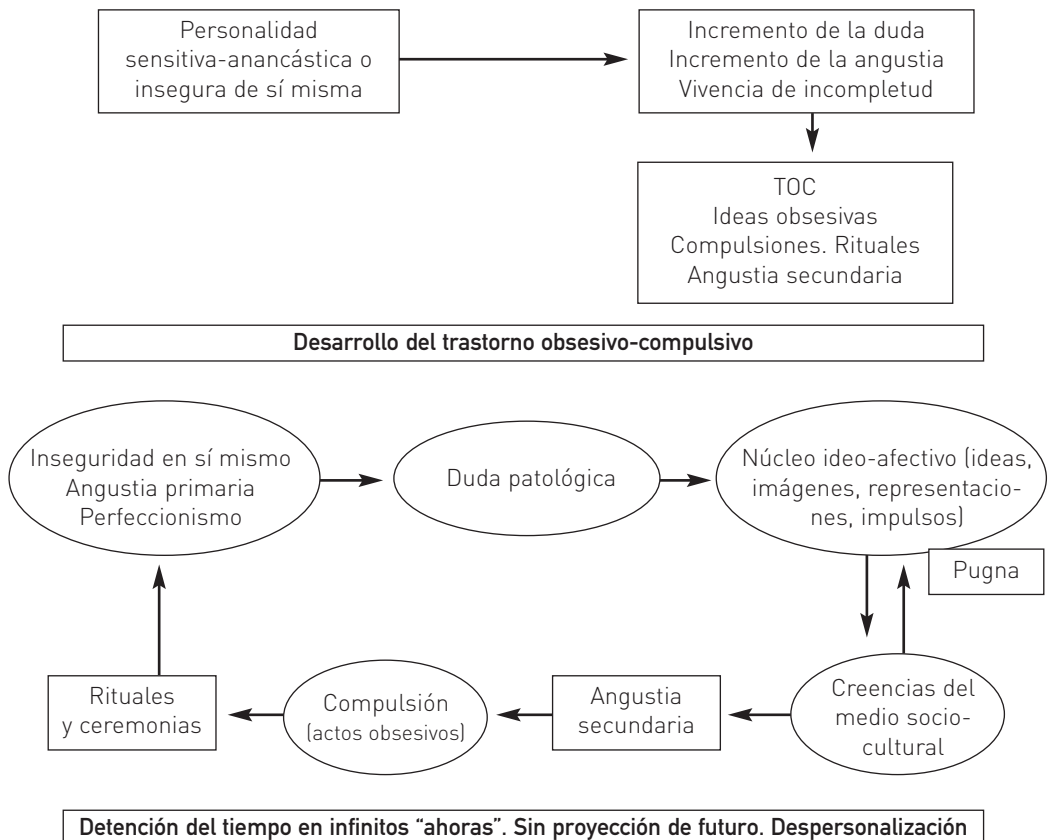 Personalidad
sensitiva-anancástica o
insegura de sí misma
Incremento de la duda
Incremento de la angustia
Vivencia de incompletud
TOC
Ideas obsesivas
Compulsiones. Rituales
Angustia secundaria
Desarrollo del trastorno obsesivo-compulsivo
Inseguridad en sí mismo
Angustia primaria
Perfeccionismo
Duda patológica
Núcleo ideo-afectivo (ideas,
imágenes, representacio-
nes, impulsos)
Pugna
Rituales
y ceremonias
Compulsión
(actos obsesivos)
Angustia
secundaria
Creencias del
medio socio-
cultural
Detención del tiempo en infinitos “ahoras”. Sin proyección de futuro. Despersonalización